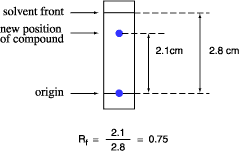 solvent front
new position
of compound
2.1cm
2.8 cm
origin
Rf = 2.1 / 2.8 = 0.75